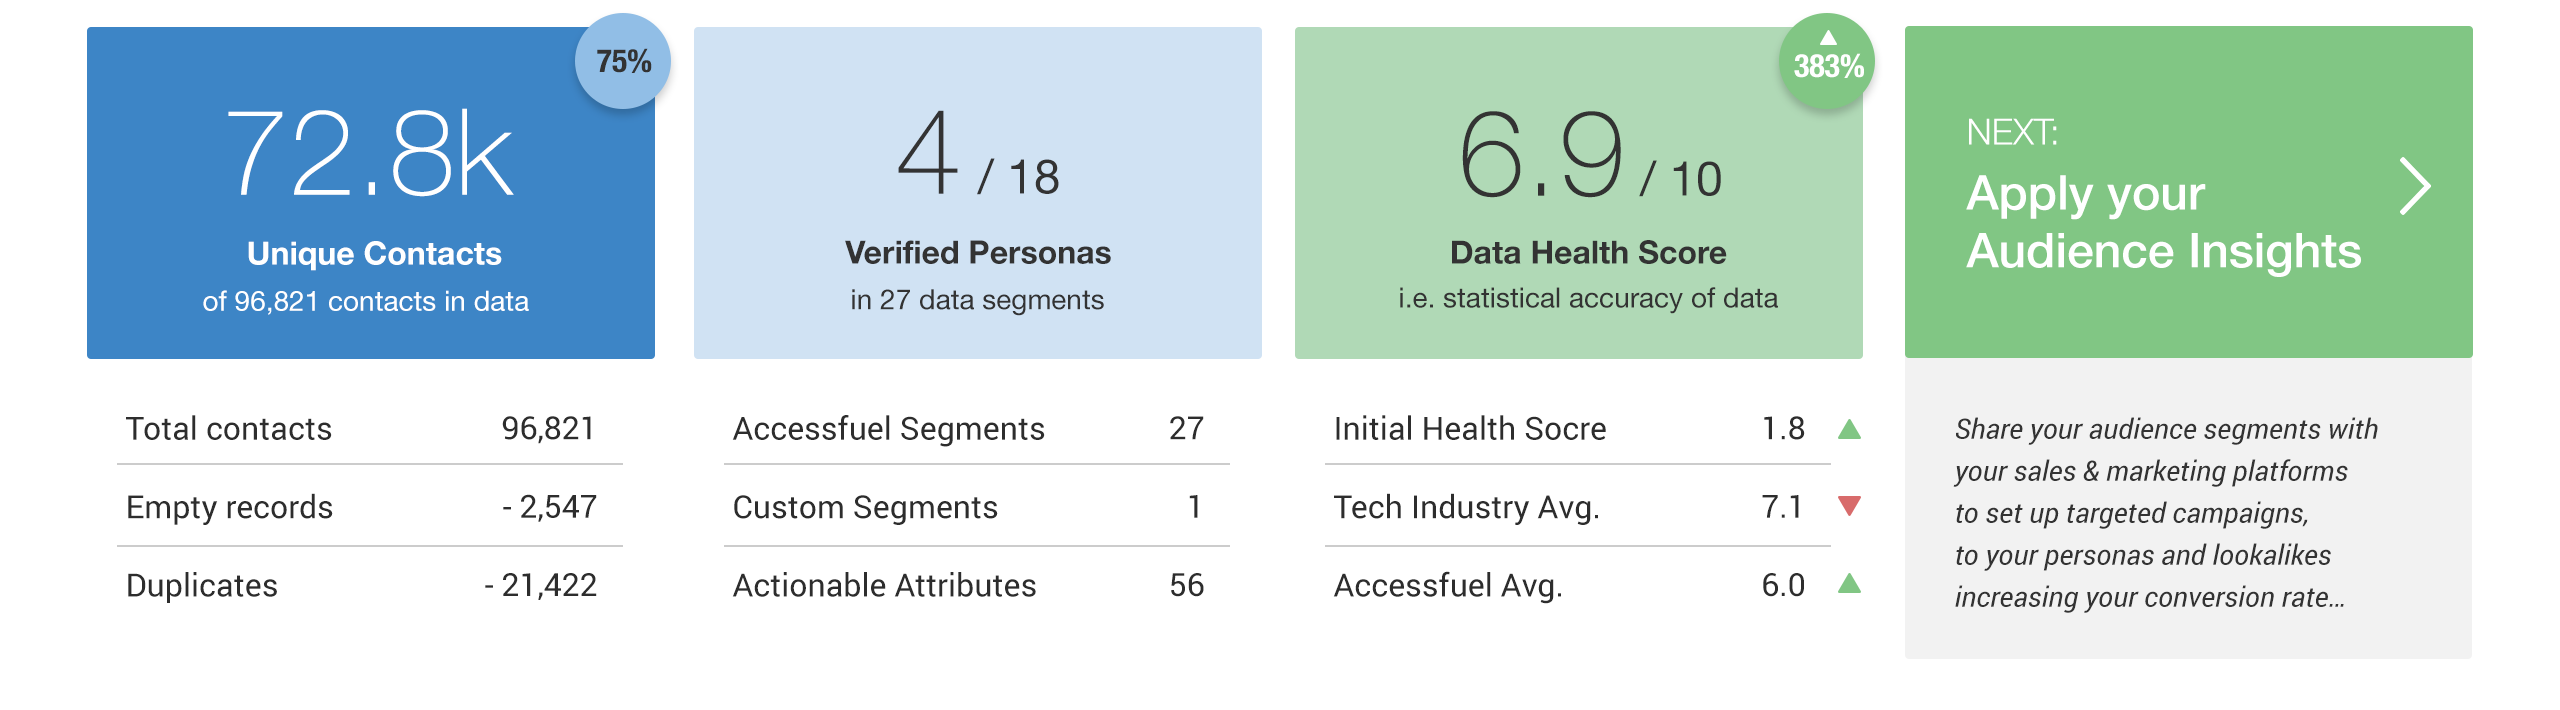 75%
72.8k
Unique Contacts
of 96,821 contacts in data
Total contacts 96,821
Empty records - 2,547
Duplicates - 21,422
4 / 18
Verified Personas
in 27 data segments
Accessfuel Segments 27
Custom Segments 1
Actionable Attributes 56
383%
6.9 / 10
Data Health Score
i.e. statistical accuracy of data
Initial Health Socre 1.8
Tech Industry Avg. 7.1
Accessfuel Avg. 6.0
NEXT:
Apply your
Audience Insights
Share your audience segments with
your sales & marketing platforms
to set up targeted campaigns,
to your personas and lookalikes
increasing your conversion rate...